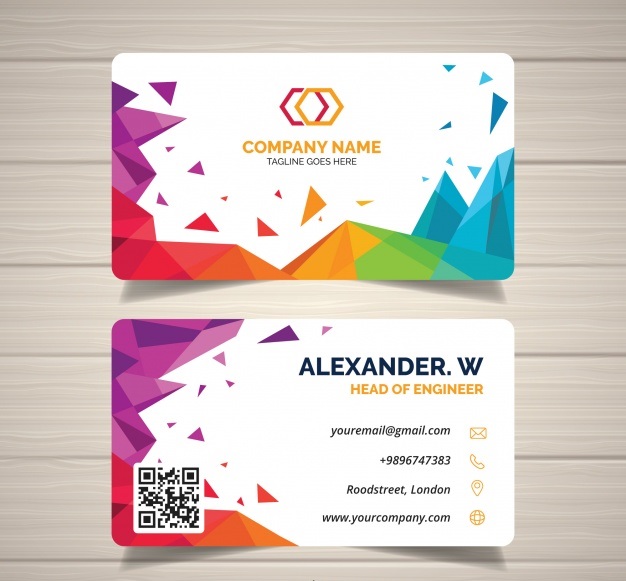 COMPANY NAME
TAGLINE GOES HERE
ALEXANDER. W
HEAD OF ENGINEER
youremail@gmail.com
+9896747383
Roodstreet, London
www.yourcompany.com